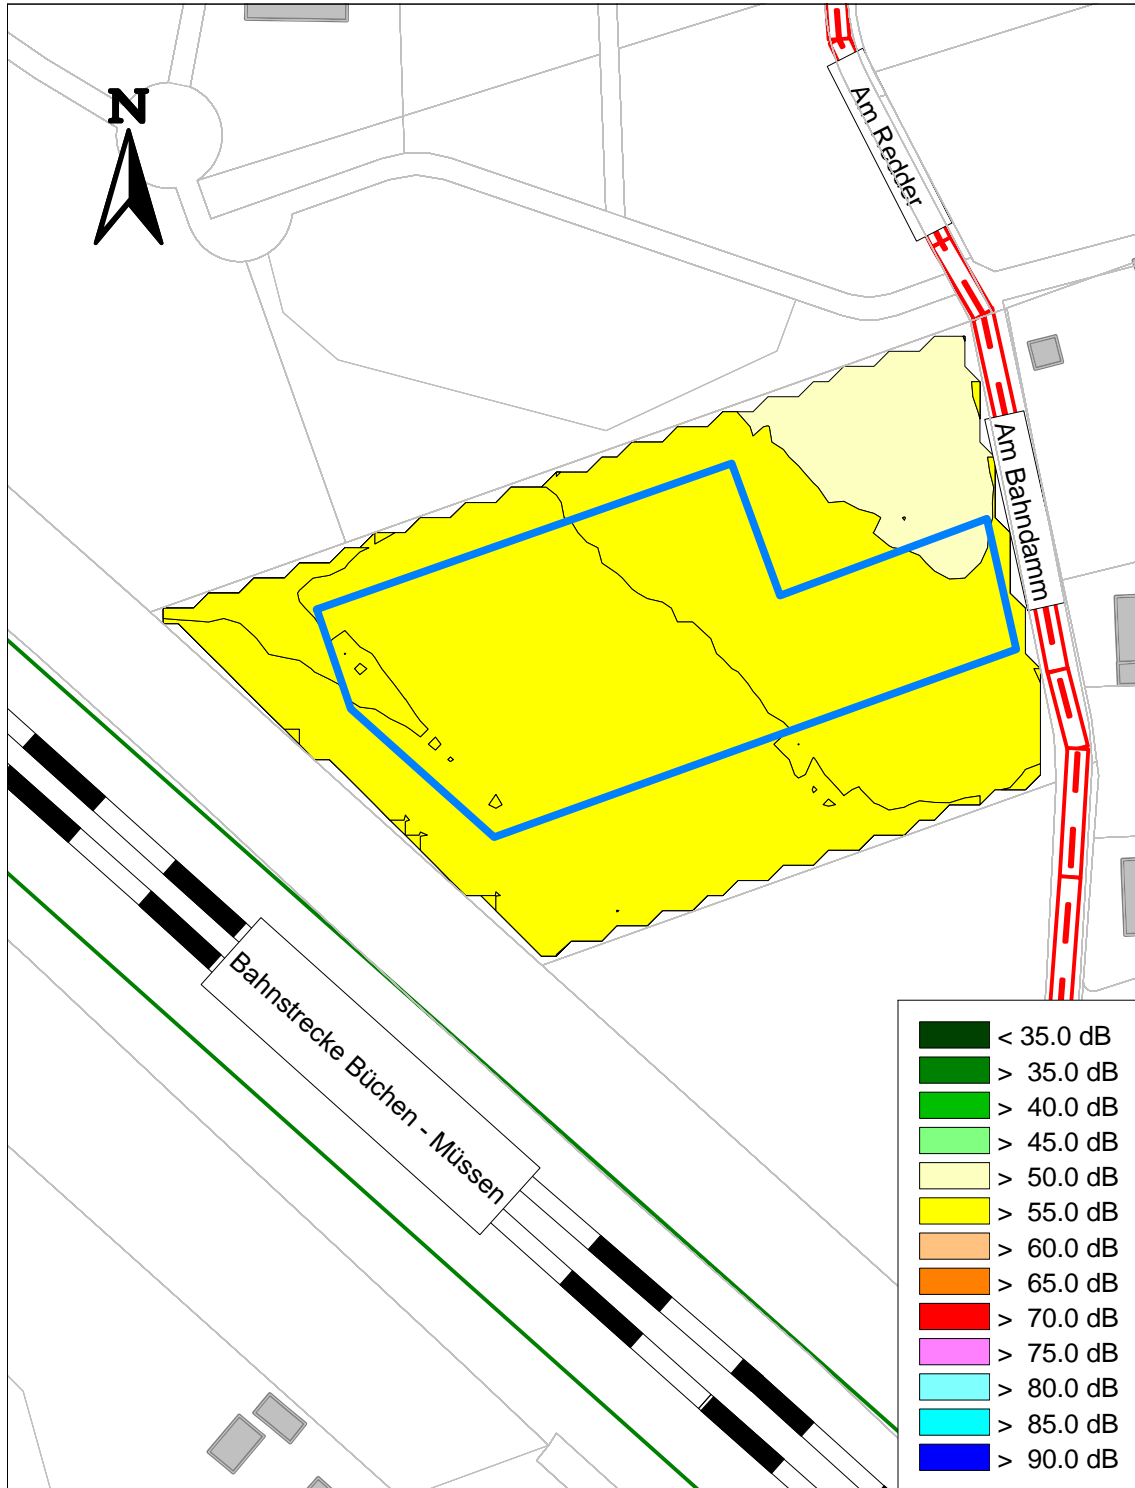 N
Am Redder
Am Bahndamm
Bahnstrecke Büchen - Müssen
< 35.0 dB
> 35.0 dB
> 40.0 dB
> 45.0 dB
> 50.0 dB
> 55.0 dB
> 60.0 dB
> 65.0 dB
> 70.0 dB
> 75.0 dB
> 80.0 dB
> 85.0 dB
> 90.0 dB